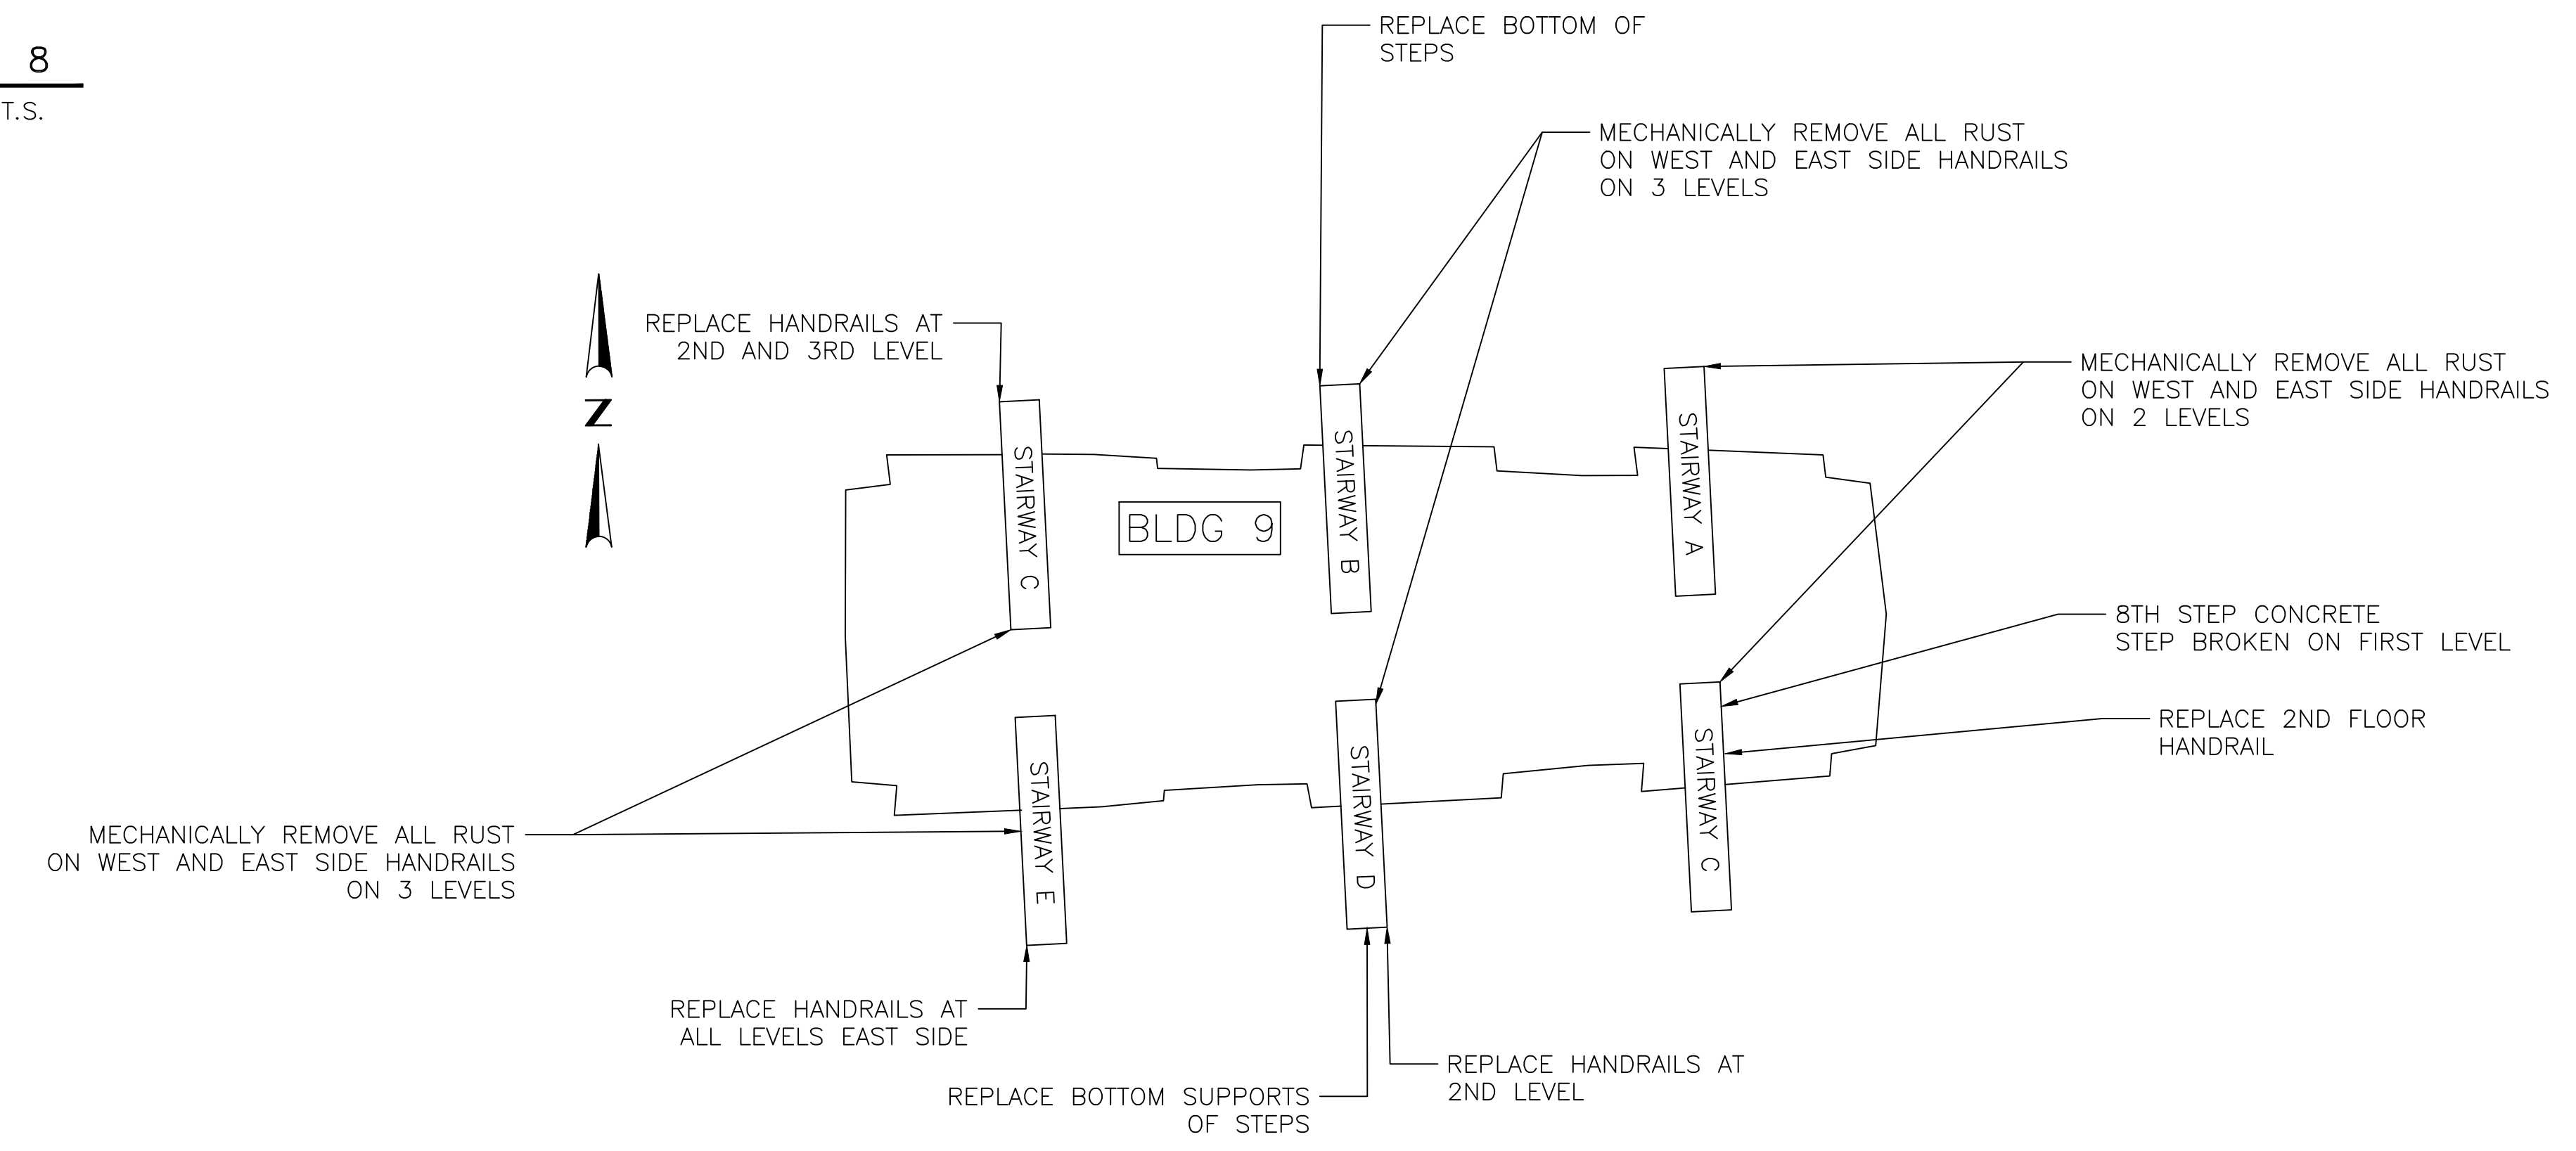 8
T.S.
REPLACE BOTTOM OF
STEPS
MECHANICALLY REMOVE ALL RUST
ON WEST AND EAST SIDE HANDRAILS
ON 3 LEVELS
REPLACE HANDRAILS AT
2ND AND 3RD LEVEL
MECHANICALLY REMOVE ALL RUST
ON WEST AND EAST SIDE HANDRAILS
ON 2 LEVELS
N
STAIRWAY C
BLDG 9
STAIRWAY B
STAIRWAY A
8TH STEP CONCRETE
STEP BROKEN ON FIRST LEVEL
REPLACE 2ND FLOOR
HANDRAIL
STAIRWAY E
STAIRWAY D
STAIRWAY C
MECHANICALLY REMOVE ALL RUST
ON WEST AND EAST SIDE HANDRAILS
ON 3 LEVELS
REPLACE HANDRAILS AT
ALL LEVELS EAST SIDE
REPLACE HANDRAILS AT
2ND LEVEL
REPLACE BOTTOM SUPPORTS
OF STEPS